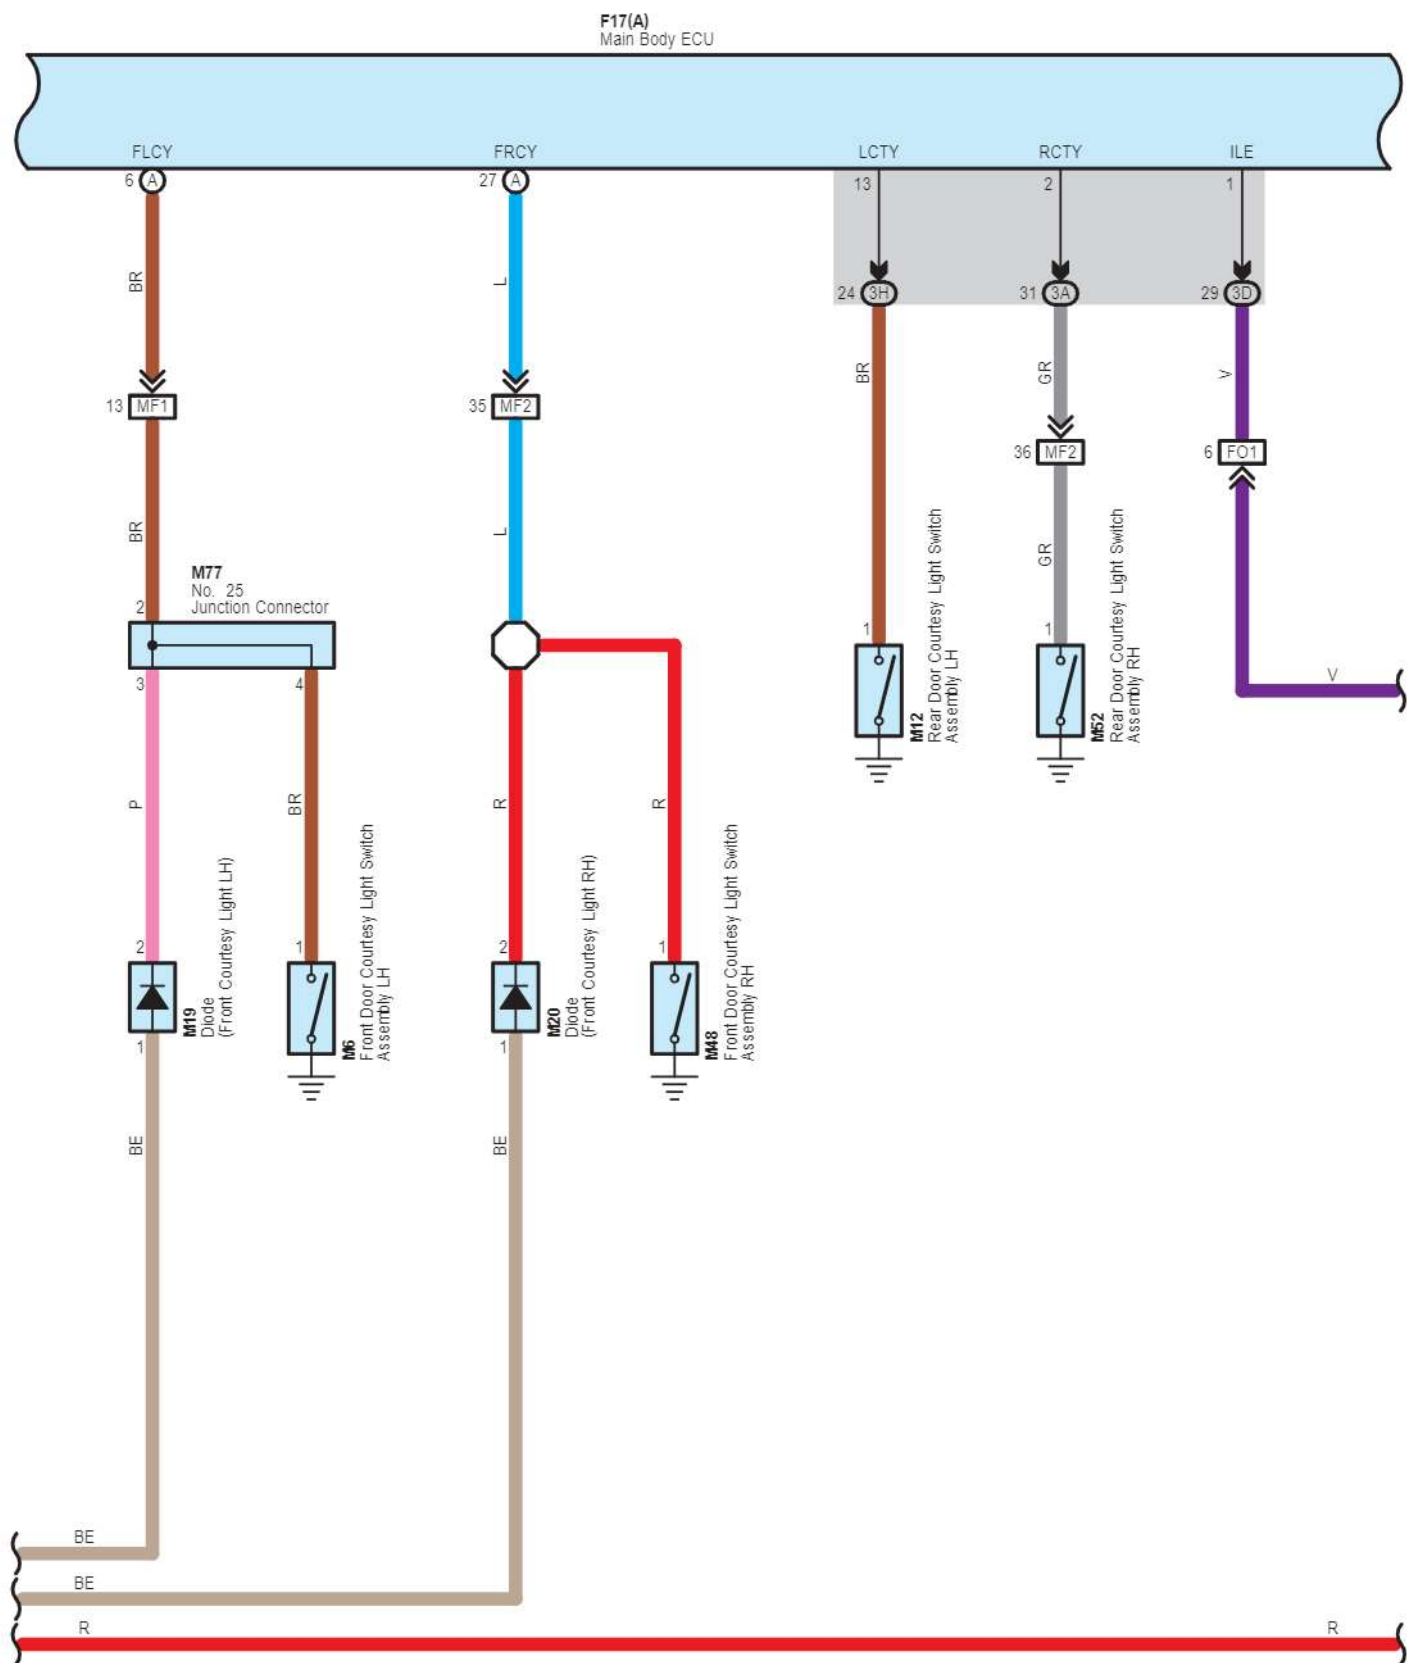 F17(A)
Main Body ECU
FLCY
FRCY
LCTY
RCTY
ILE
6 A
27 A
13
2
1
BR
L
24 3H
31 3A
29 3D
BR
GR
V
13 MF1
35 MF2
36 MF2
6 FO1
BR
L
GR
M77
No. 25
Junction Connector
2
3
4
1
M12
Rear Door Courtesy Light Switch
Assembly LH
1
M52
Rear Door Courtesy Light Switch
Assembly RH
V
P
BR
R
R
2
M19
Diode
(Front Courtesy Light LH)
1
1
M6
Front Door Courtesy Light Switch
Assembly LH
2
M20
Diode
(Front Courtesy Light RH)
1
1
M48
Front Door Courtesy Light Switch
Assembly RH
BE
BE
BE
BE
R
R